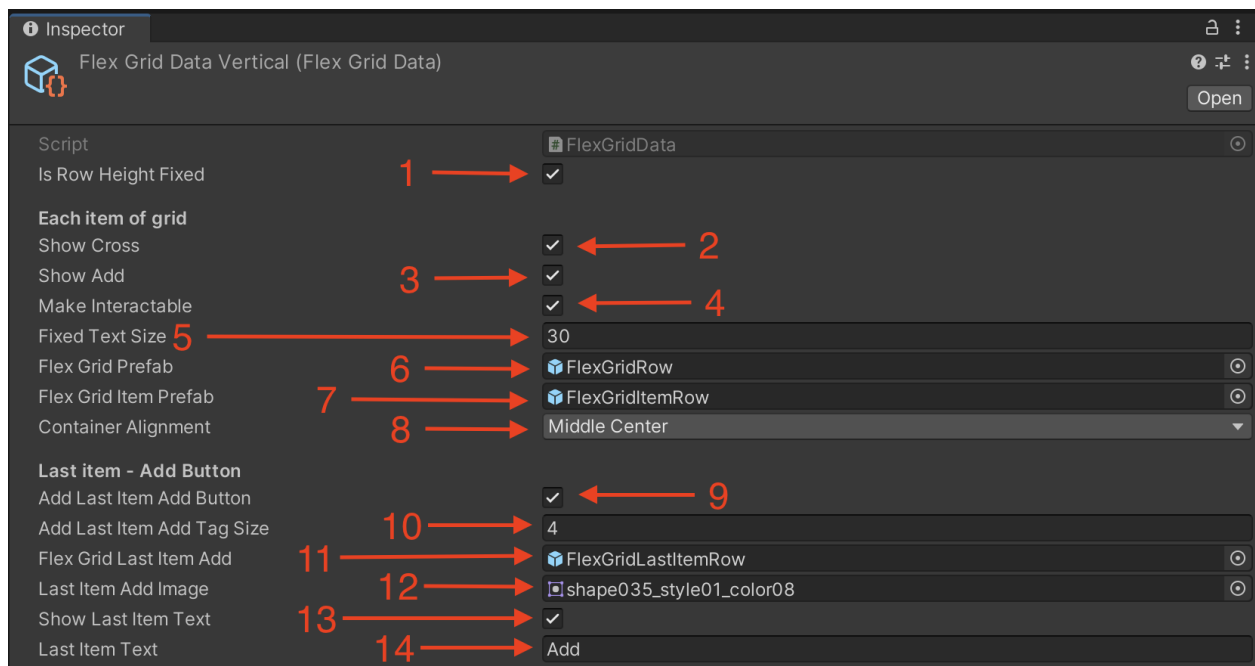 Inspector
Flex Grid Data Vertical (Flex Grid Data)
Open
Script FlexGridData
Is Row Height Fixed 1
Each item of grid
Show Cross 2
Show Add 3
Make Interactable 4
Fixed Text Size 5 30
Flex Grid Prefab 6 FlexGridRow
Flex Grid Item Prefab 7 FlexGridItemRow
Container Alignment 8 Middle Center
Last item - Add Button
Add Last Item Add Button 9
Add Last Item Add Tag Size 10 4
Flex Grid Last Item Add 11 FlexGridLastItemRow
Last Item Add Image 12 shape035_style01_color08
Show Last Item Text 13
Last Item Text 14 Add